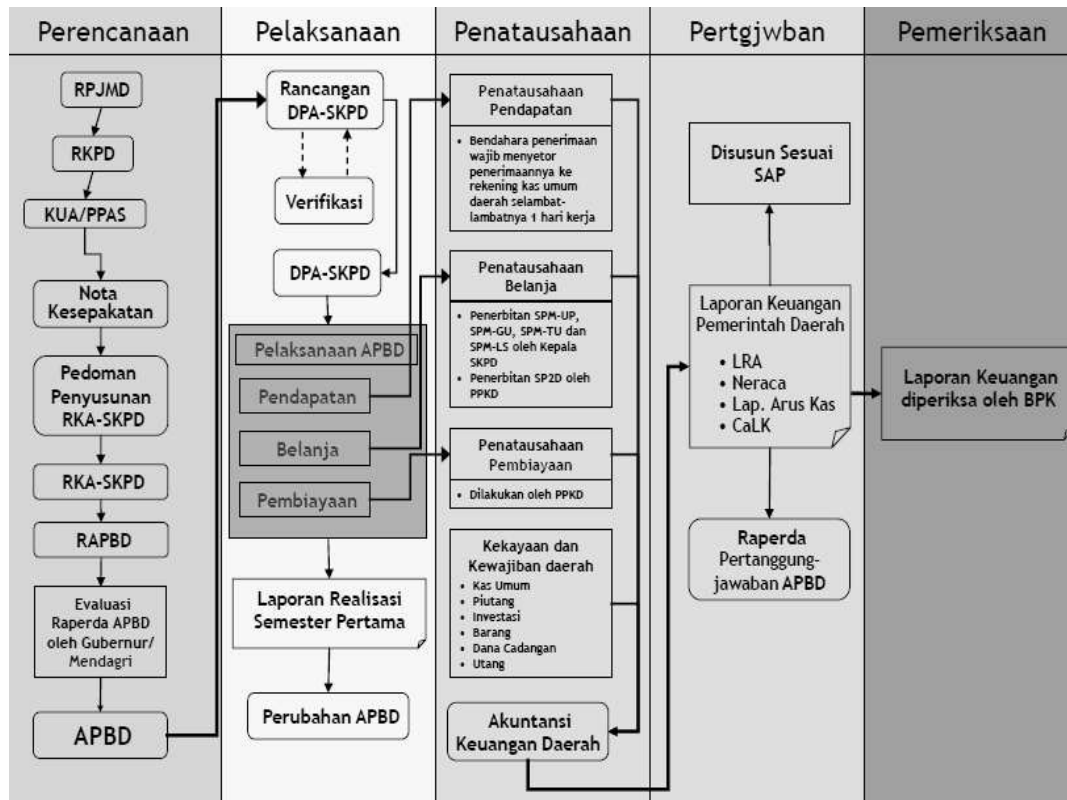 Perencanaan
RPJMD
RKPD
KUA/PPAS
Nota
Kesepakatan
Pedoman
Penyusunan
RKA-SKPD
RKA-SKPD
RAPBD
Evaluasi
Raperda APBD
oleh Gubernur/
Mendagri
APBD
Pelaksanaan
Rancangan
DPA-SKPD
Verifikasi
DPA-SKPD
Pelaksanaan APBD
Pendapatan
Belanja
Pembiayaan
Laporan Realisasi
Semester Pertama
Perubahan APBD
Penatausahaan
Penatausahaan
Pendapatan
• Bendahara penerimaan
wajib menyetor
penerimaannya ke
rekening kas umum
daerah selambat-
lambatnya 1 hari kerja
Penatausahaan
Belanja
• Penerbitan SPM-UP,
SPM-GU, SPM-TU dan
SPM-LS oleh Kepala
SKPD
• Penerbitan SP2D oleh
PPKD
Penatausahaan
Pembiayaan
• Dilakukan oleh PPKD
Kekayaan dan
Kewajiban daerah
• Kas Umum
• Piutang
• Investasi
• Barang
• Dana Cadangan
• Utang
Akuntansi
Keuangan Daerah
Pertgjwban
Disusun Sesuai
SAP
Laporan Keuangan
Pemerintah Daerah
• LRA
• Neraca
• Lap. Arus Kas
• CaLK
Raperda
Pertanggung-
jawaban APBD
Pemeriksaan
Laporan Keuangan
diperiksa oleh BPK